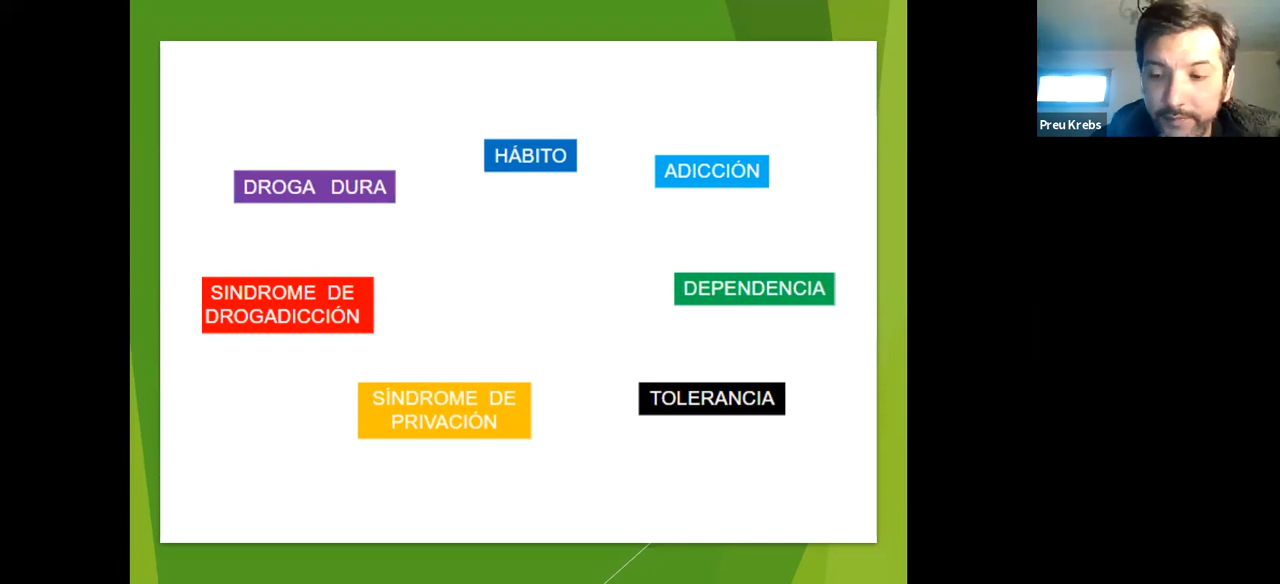 HÁBITO
ADICCIÓN
DROGA DURA
DEPENDENCIA
SINDROME DE
DROGADICCIÓN
SÍNDROME DE
PRIVACIÓN
TOLERANCIA
Preu Krebs